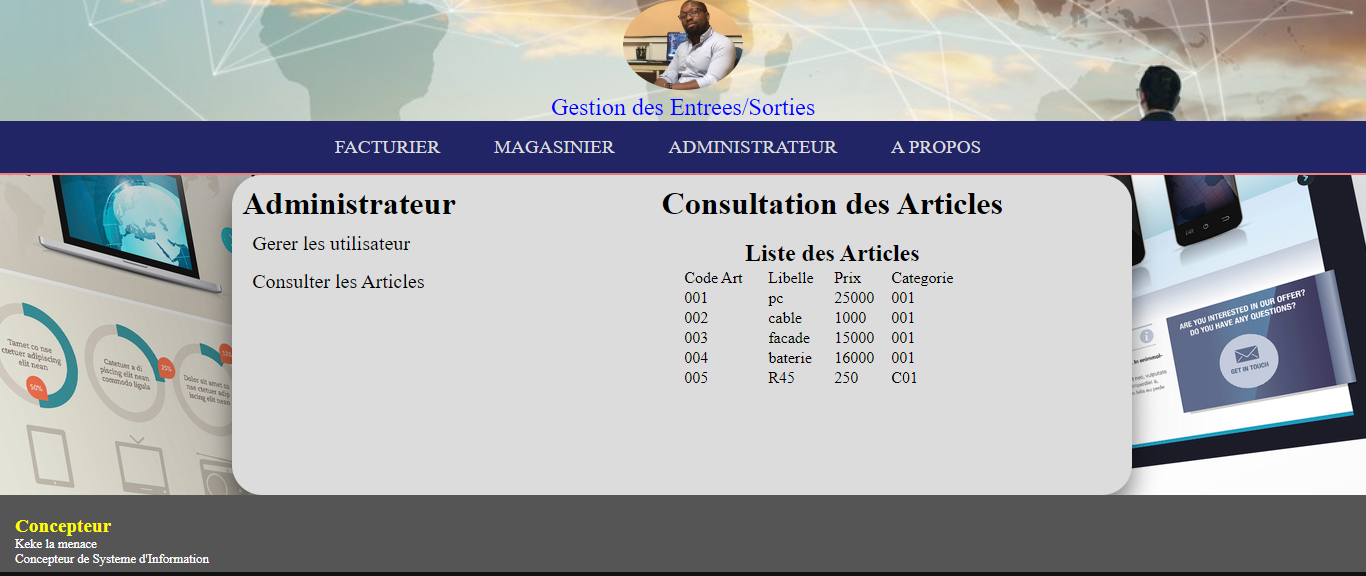 Gestion des Entrees/Sorties
FACTURIER MAGASINIER ADMINISTRATEUR A PROPOS
Administrateur
Gerer les utilisateur
Consulter les Articles
Consultation des Articles
Liste des Articles
Code Art Libelle Prix Categorie
001 pc 25000 001
002 cable 1000 001
003 facade 15000 001
004 baterie 16000 001
005 R45 250 C01
Tamet co nse
ctetuer adipiscing
elit nean
50%
Catetuer a di
piscing elit nean
commodo ligula
25%
Dolor sit amet co
nse ctetuer adip
iscing elit
ARE YOU INTERESTED IN OUR OFFER?
DO YOU HAVE ANY QUESTIONS?
GET IN TOUCH
Concepteur
Keke la menace
Concepteur de Systeme d'Information